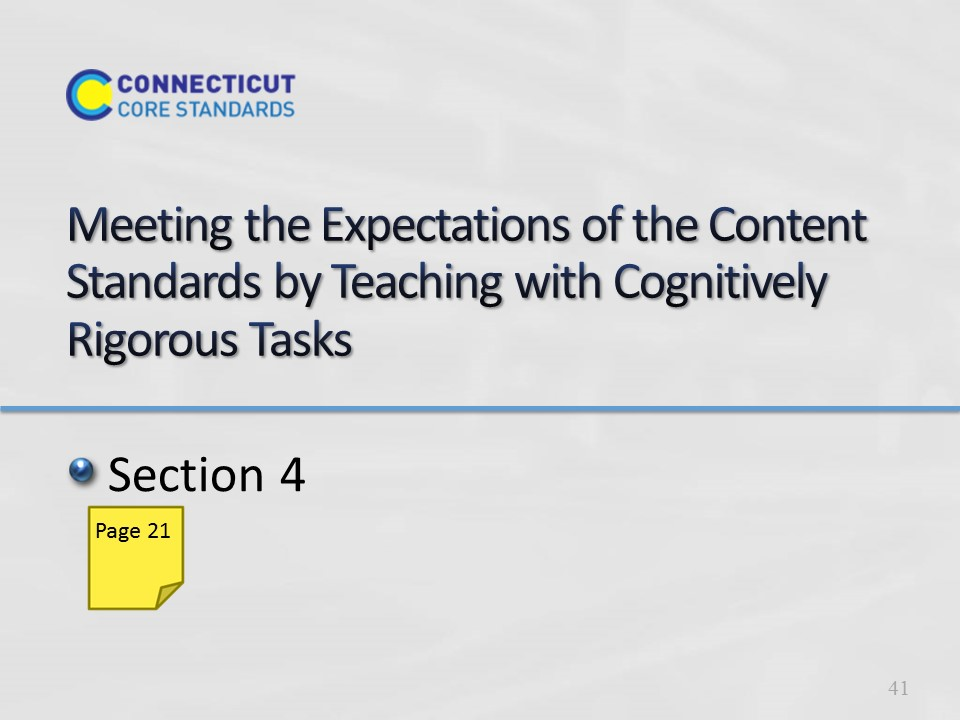 CONNECTICUT
CORE STANDARDS
Meeting the Expectations of the Content
Standards by Teaching with Cognitively
Rigorous Tasks
Section 4
Page 21
41